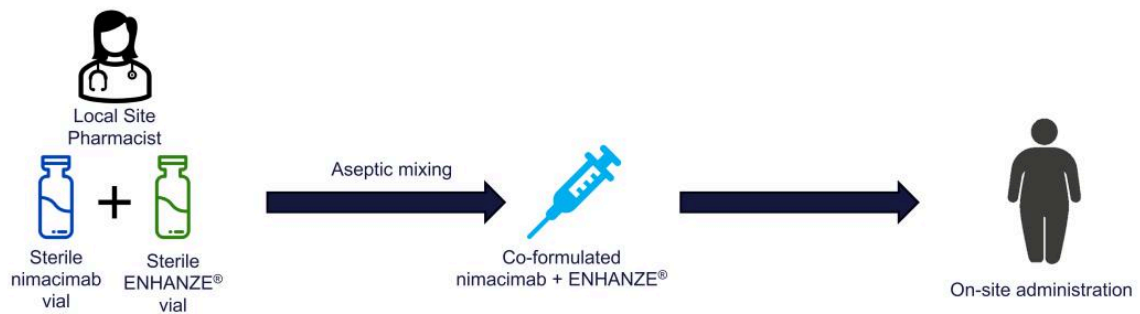 Local Site
Pharmacist
Aseptic mixing
Sterile
nimacimab
vial
Sterile
ENHANZE®
vial
Co-formulated
nimacimab + ENHANZE®
On-site administration